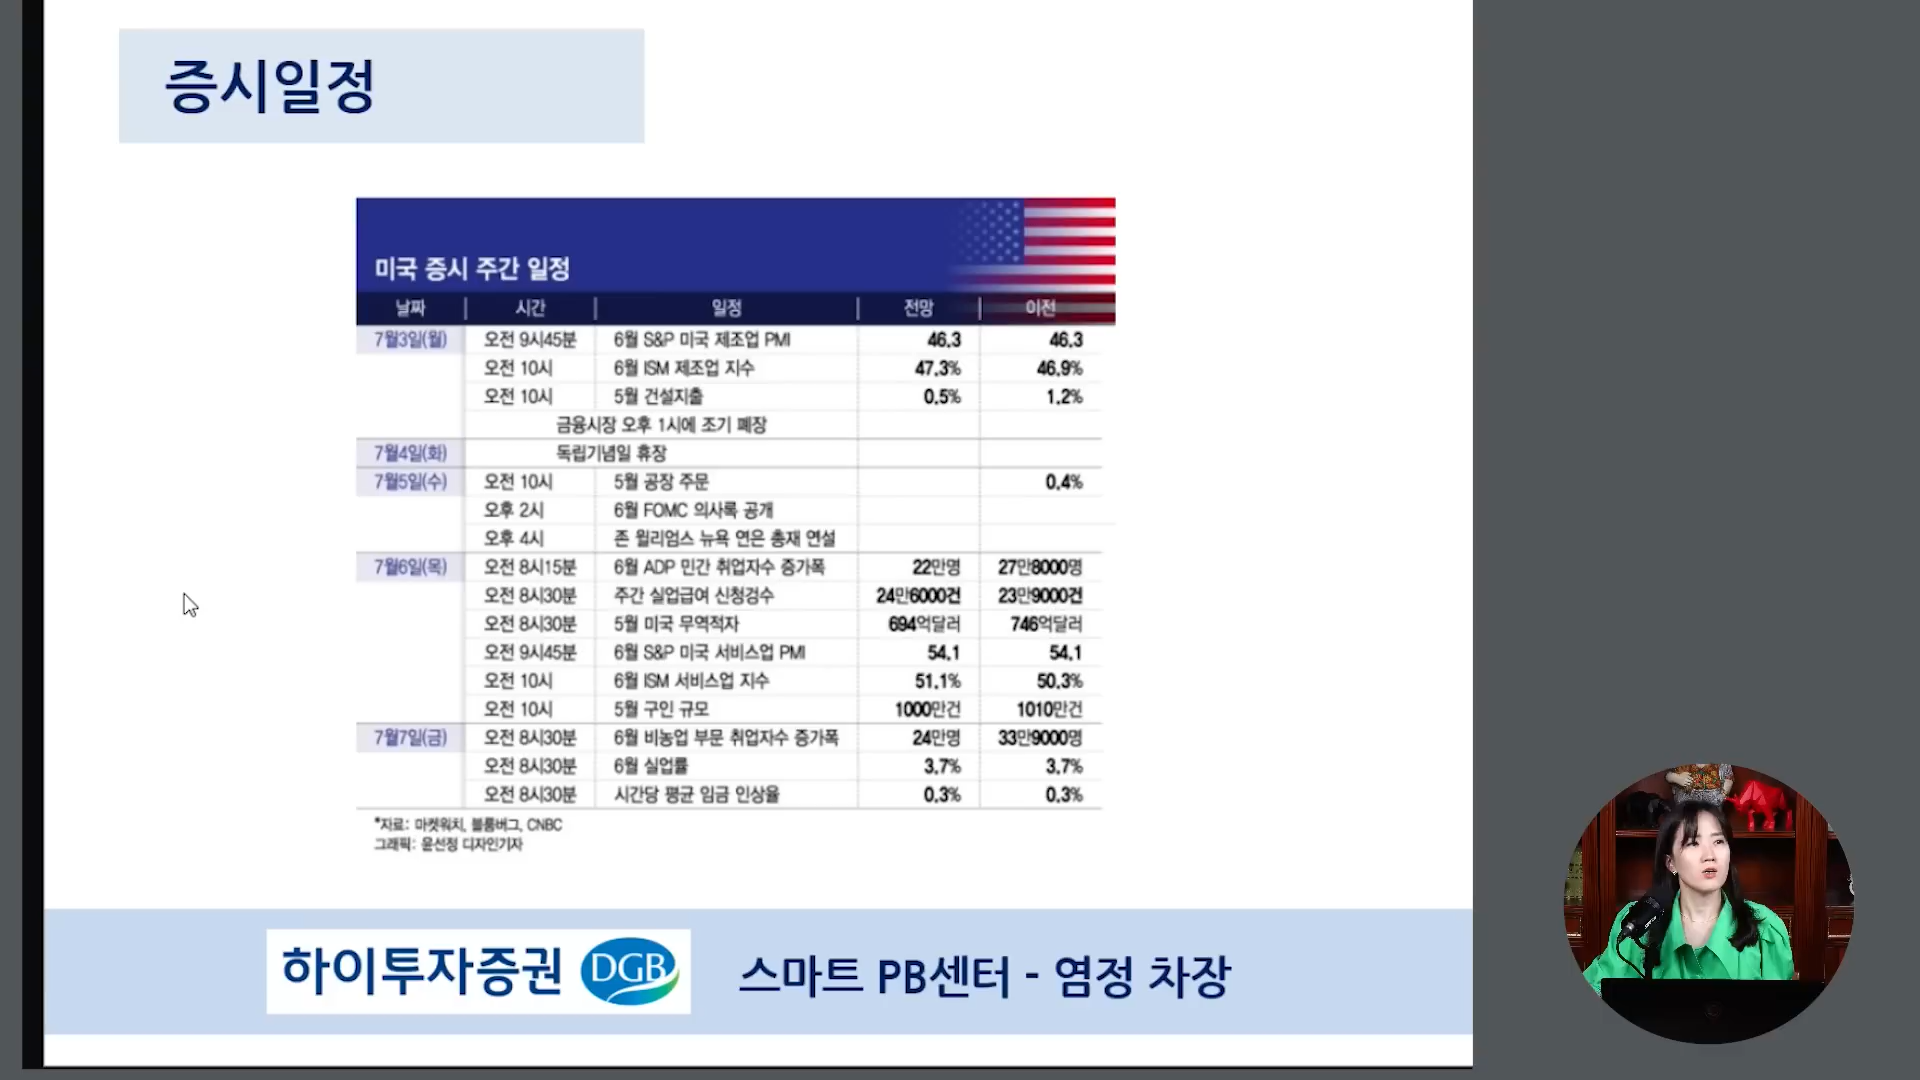 증시일정
미국 증시 주간 일정
날짜 시간 일정 전망 이전
7월3일(월) 오전 9시45분 6월 S&P 미국 제조업 PMI 46.3 46.3
오전 10시 6월 ISM 제조업 지수 47.3% 46.9%
오전 10시 5월 건설지출 0.5% 1.2%
금융시장 오후 1시에 조기 폐장
7월4일(화) 독립기념일 휴장
7월5일(수) 오전 10시 5월 공장 주문 0.4%
오후 2시 6월 FOMC 의사록 공개
오후 4시 존 윌리엄스 뉴욕 연은 총재 연설
7월6일(목) 오전 8시15분 6월 ADP 민간 취업자수 증가폭 22만명 27만8000명
오전 8시30분 주간 실업급여 신청건수 24만6000건 23만9000건
오전 8시30분 5월 미국 무역적자 694억달러 746억달러
오전 9시45분 6월 S&P 미국 서비스업 PMI 54.1 54.1
오전 10시 6월 ISM 서비스업 지수 51.1% 50.3%
오전 10시 5월 구인 규모 1000만건 1010만건
7월7일(금) 오전 8시30분 6월 비농업 부문 취업자수 증가폭 24만명 33만9000명
오전 8시30분 6월 실업률 3.7% 3.7%
오전 8시30분 시간당 평균 임금 인상율 0.3% 0.3%
*자료: 마켓워치, 블룸버그, CNBC
그래픽: 윤선정 디자인기자
하이투자증권 DGB 스마트 PB센터 - 염정 차장